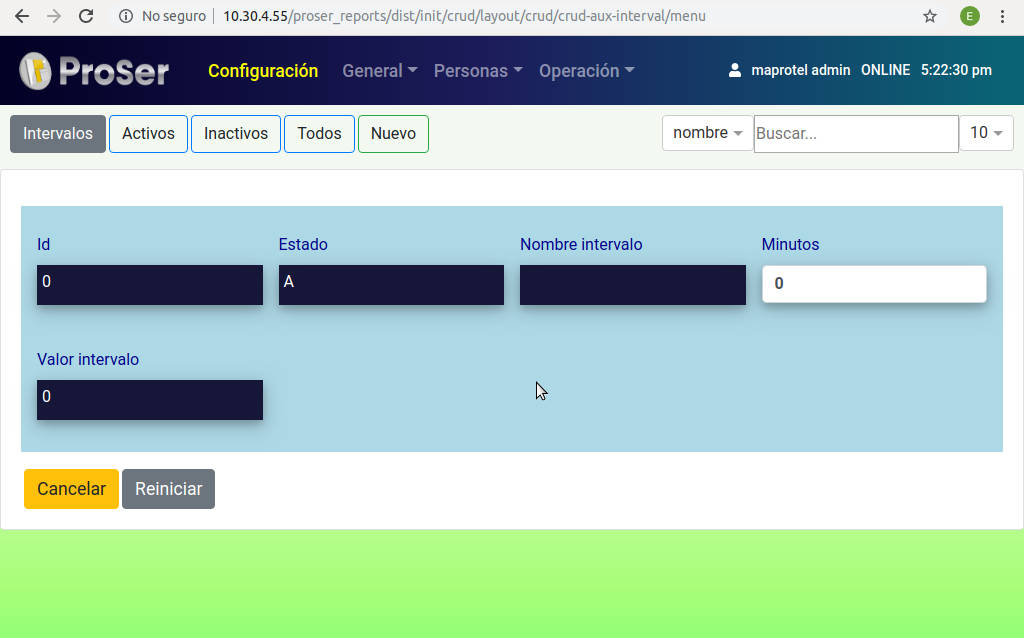 No seguro | 10.30.4.55/proser_reports/dist/init/crud/layout/crud/crud-aux-interval/menu
E
ProSer
Configuración General Personas Operación
maprotel admin ONLINE 5:22:30 pm
Intervalos Activos Inactivos Todos Nuevo
nombre Buscar... 10
Id Estado Nombre intervalo Minutos
0 A 0
Valor intervalo
0
Cancelar Reiniciar